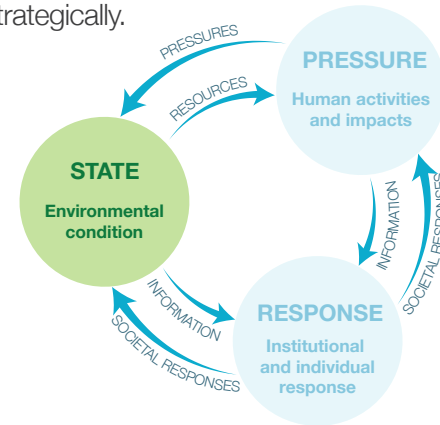 trategically.
PRESSURES
RESOURCES
PRESSURE
Human activities
and impacts
STATE
Environmental
condition
INFORMATION
SOCIETAL RESPONSES
INFORMATION
SOCIETAL RESPONSES
RESPONSE
Institutional
and individual
response